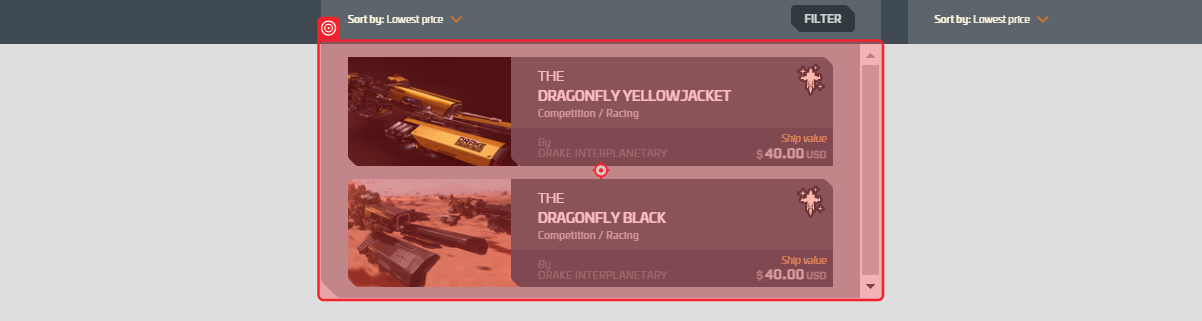 Sort by: Lowest price
FILTER
Sort by: Lowest price
THE
DRAGONFLY YELLOWJACKET
Competition / Racing
DRAKE
By
DRAKE INTERPLANETARY
Ship value
$ 40.00 USD
THE
DRAGONFLY BLACK
Competition / Racing
By
DRAKE INTERPLANETARY
Ship value
$ 40.00 USD